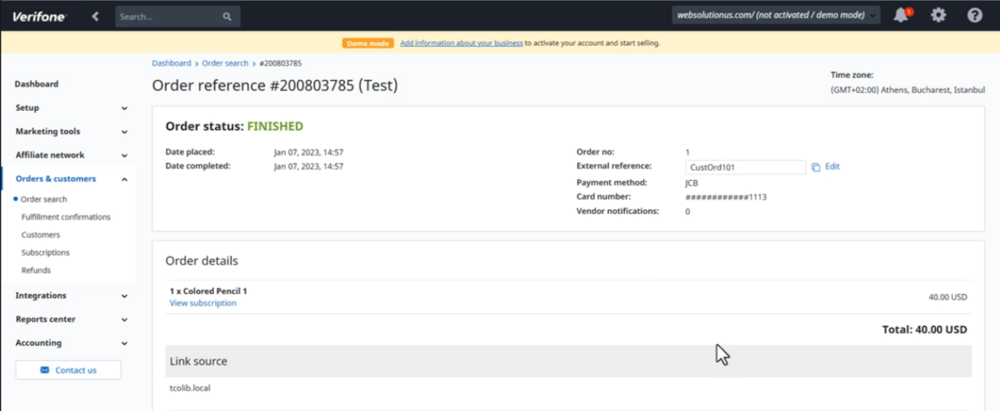 Verifone
Search...
websolutionus.com/ (not activated / demo mode)
1
Demo mode Add information about your business to activate your account and start selling.
Dashboard > Order search > #200803785
Order reference #200803785 (Test)
Time zone:
(GMT+02:00) Athens, Bucharest, Istanbul
Dashboard
Setup
Marketing tools
Affiliate network
Orders & customers
Order search
Fulfillment confirmations
Customers
Subscriptions
Refunds
Integrations
Reports center
Accounting
Contact us
Order status: FINISHED
Date placed: Jan 07, 2023, 14:57
Date completed: Jan 07, 2023, 14:57
Order no: 1
External reference: CustOrd101 Edit
Payment method: JCB
Card number: ############1113
Vendor notifications: 0
Order details
1 x Colored Pencil 1
View subscription
40.00 USD
Total: 40.00 USD
Link source
tcolib.local